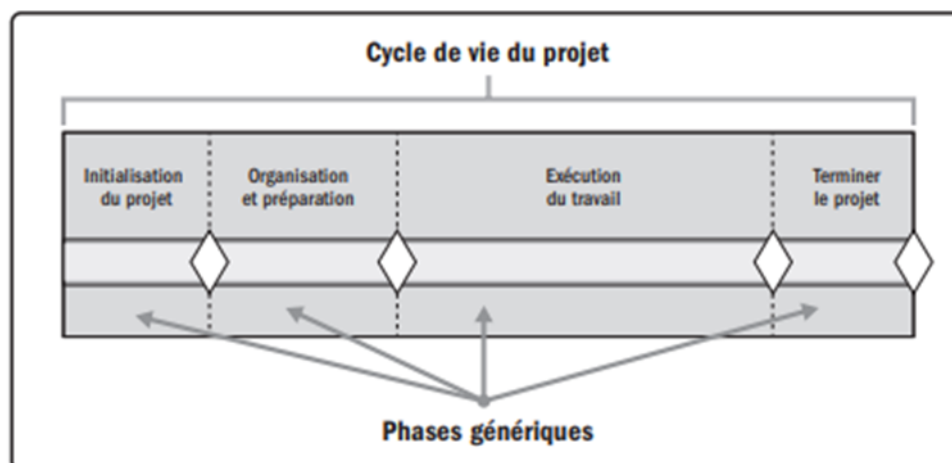 Cycle de vie du projet
Initialisation
du projet
Organisation
et préparation
Exécution
du travail
Terminer
le projet
Phases génériques